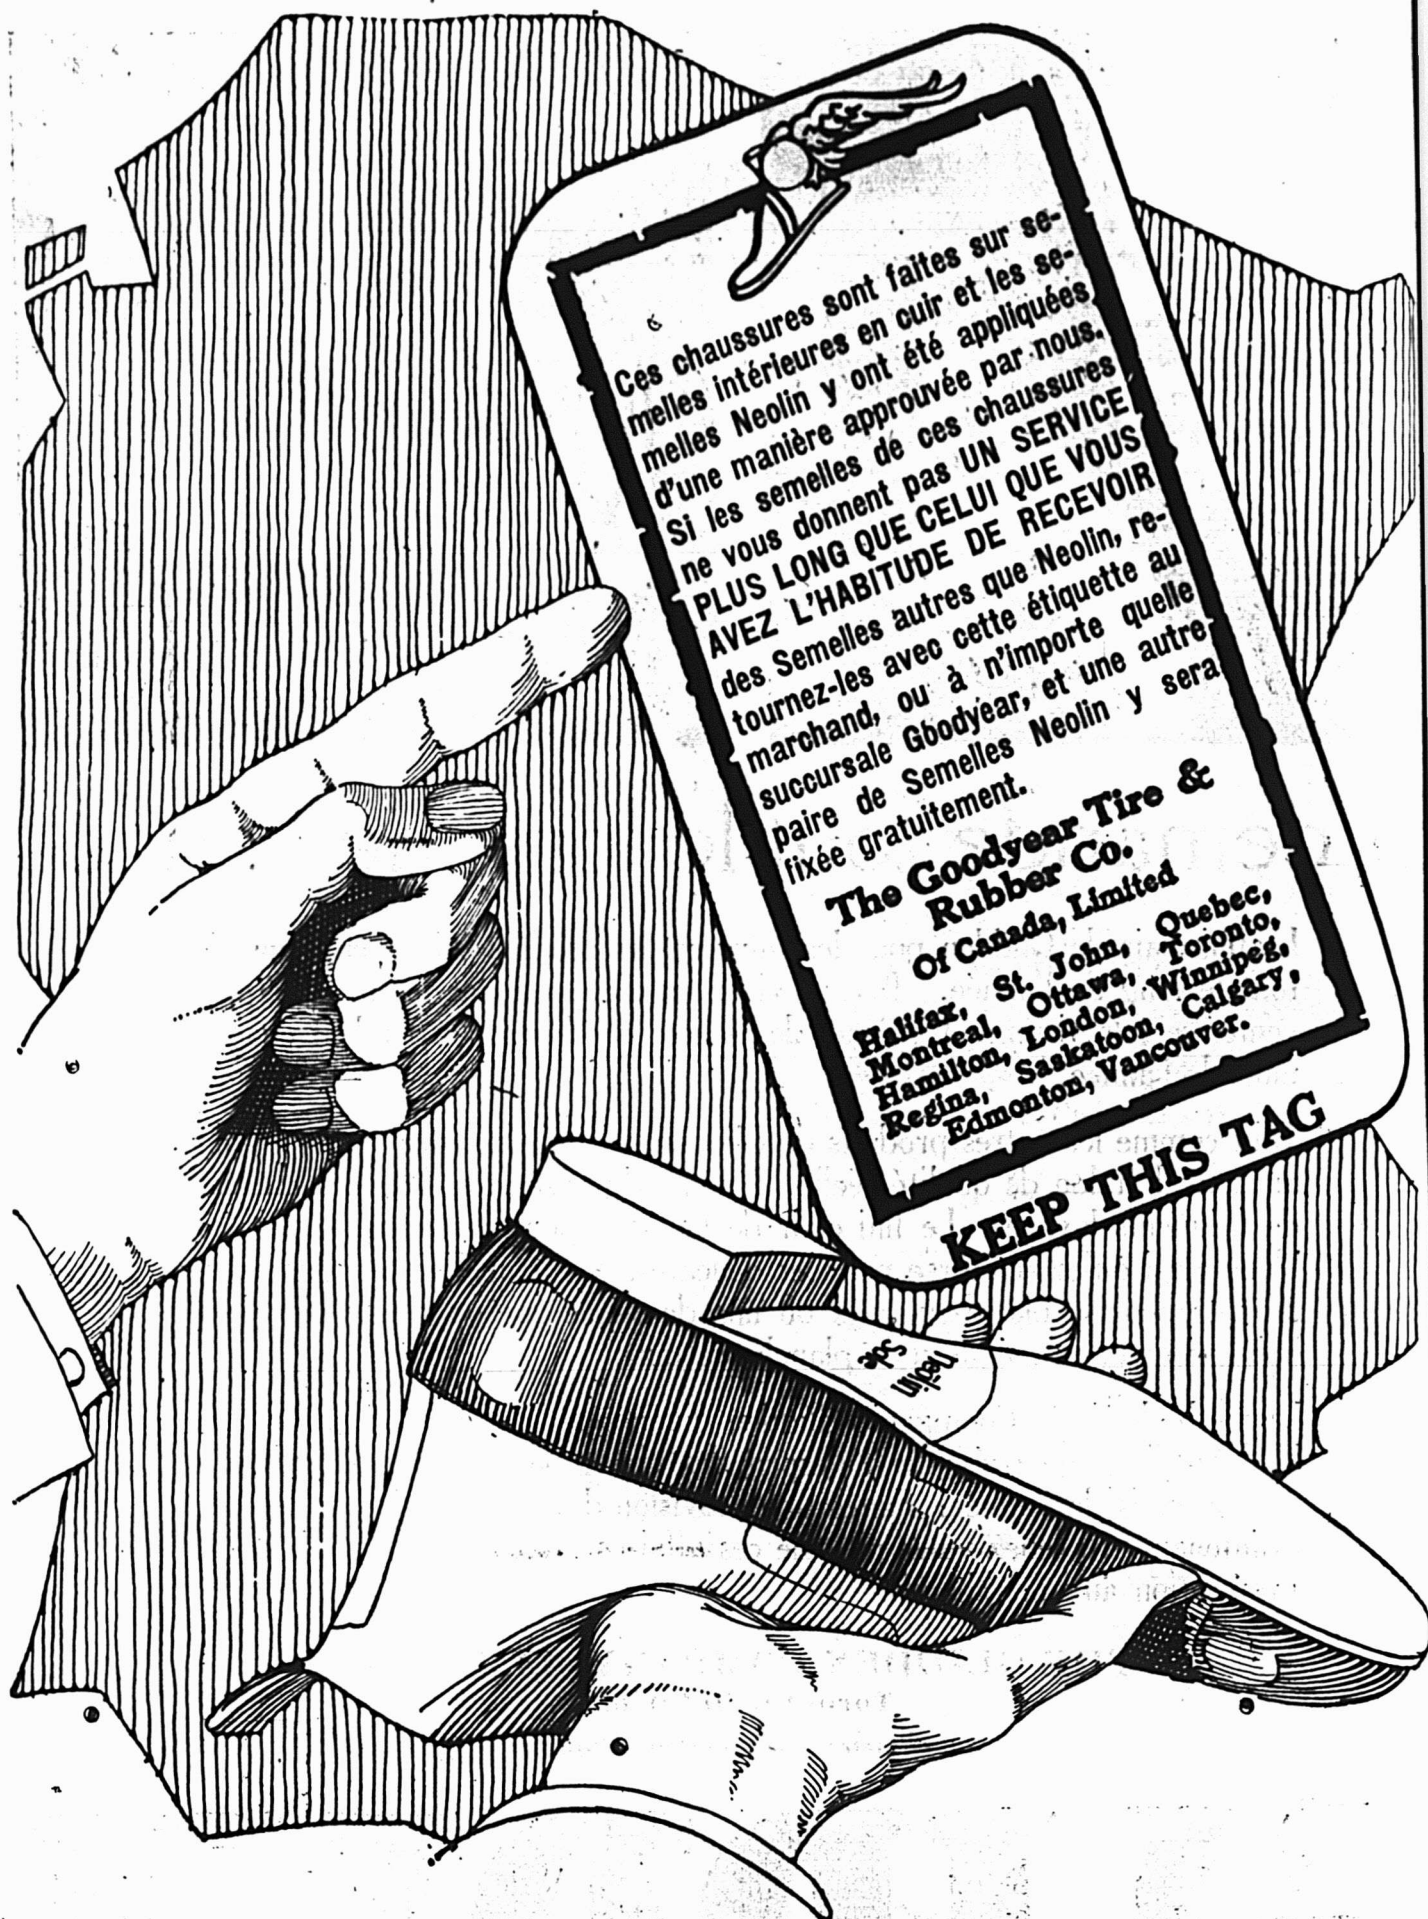 Ces chaussures sont faites sur se-
melles intérieures en cuir et les se-
melles Neolin y ont été appliquées
d'une manière approuvée par nous.
Si les semelles de ces chaussures
ne vous donnent pas UN SERVICE
PLUS LONG QUE CELUI QUE VOUS
AVEZ L'HABITUDE DE RECEVOIR
des Semelles autres que Neolin, re-
tournez-les avec cette étiquette au
marchand, ou à n'importe quelle
succursale Gbodyear, et une autre
paire de Semelles Neolin y sera
fixée gratuitement.
The Goodyear Tire &
Rubber Co.
Of Canada, Limited
Halifax, St. John, Quebec,
Montreal, Ottawa, Toronto,
Hamilton, London, Winnipeg,
Regina, Saskatoon, Calgary,
Edmonton, Vancouver.
KEEP THIS TAG
neolin
Sole